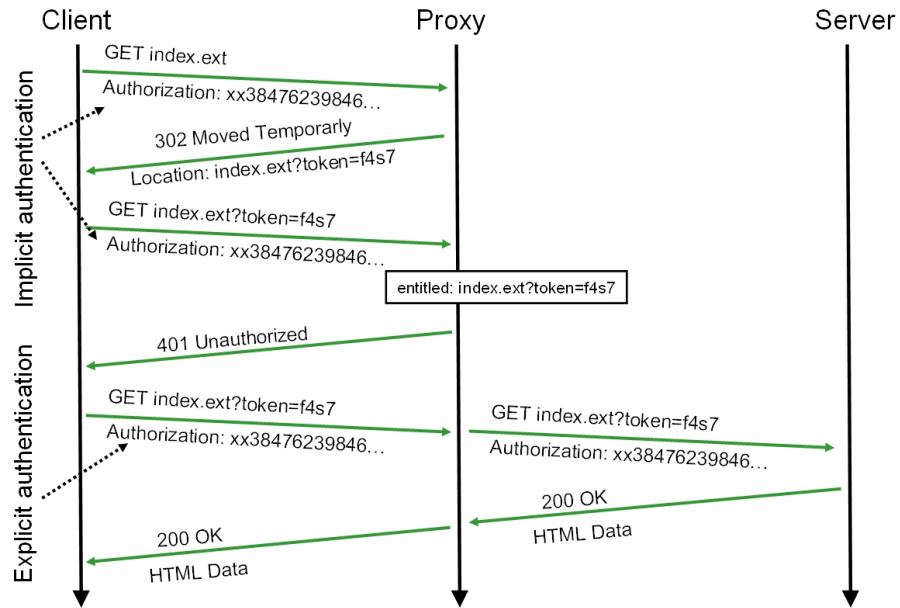 Client
Proxy
Server
GET index.ext
Authorization: xx38476239846…
302 Moved Temporarly
Location: index.ext?token=f4s7
GET index.ext?token=f4s7
Authorization: xx38476239846…
Implicit authentication
entitled: index.ext?token=f4s7
401 Unauthorized
GET index.ext?token=f4s7
Authorization: xx38476239846…
GET index.ext?token=f4s7
Authorization: xx38476239846…
Explicit authentication
200 OK
HTML Data
200 OK
HTML Data